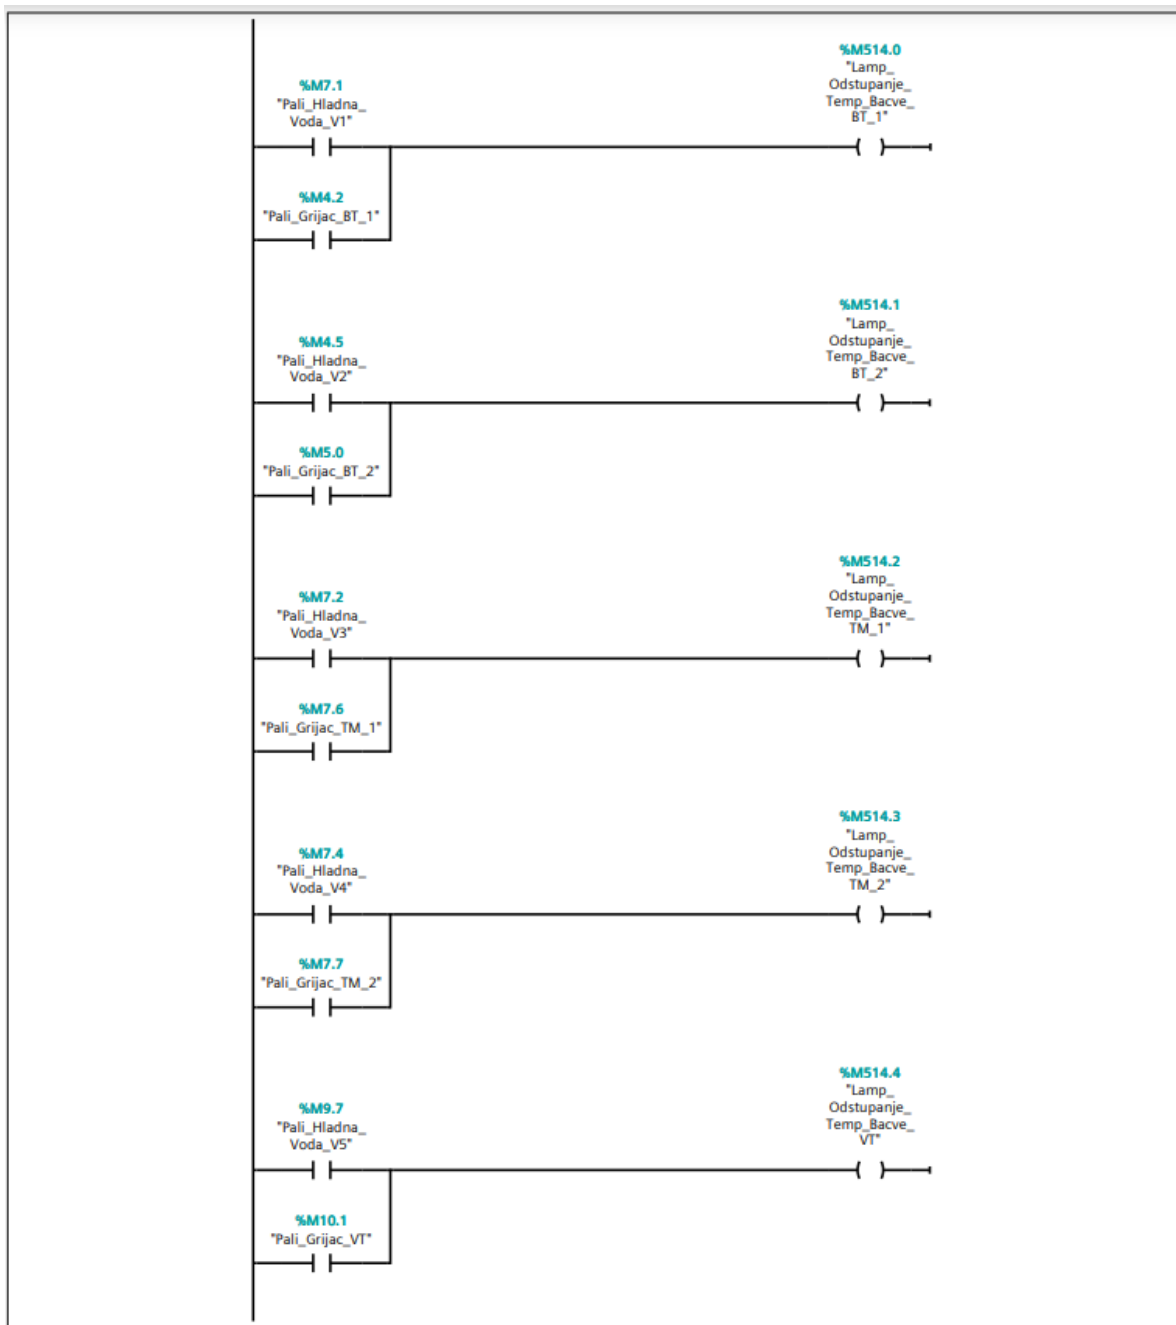 %M514.0
"Lamp_
Odstupanje_
Temp_Bacve_
BT_1"
%M7.1
"Pali_Hladna_
Voda_V1"
%M4.2
"Pali_Grijac_BT_1"
%M514.1
"Lamp_
Odstupanje_
Temp_Bacve_
BT_2"
%M4.5
"Pali_Hladna_
Voda_V2"
%M5.0
"Pali_Grijac_BT_2"
%M514.2
"Lamp_
Odstupanje_
Temp_Bacve_
TM_1"
%M7.2
"Pali_Hladna_
Voda_V3"
%M7.6
"Pali_Grijac_TM_1"
%M514.3
"Lamp_
Odstupanje_
Temp_Bacve_
TM_2"
%M7.4
"Pali_Hladna_
Voda_V4"
%M7.7
"Pali_Grijac_TM_2"
%M514.4
"Lamp_
Odstupanje_
Temp_Bacve_
VT"
%M9.7
"Pali_Hladna_
Voda_V5"
%M10.1
"Pali_Grijac_VT"